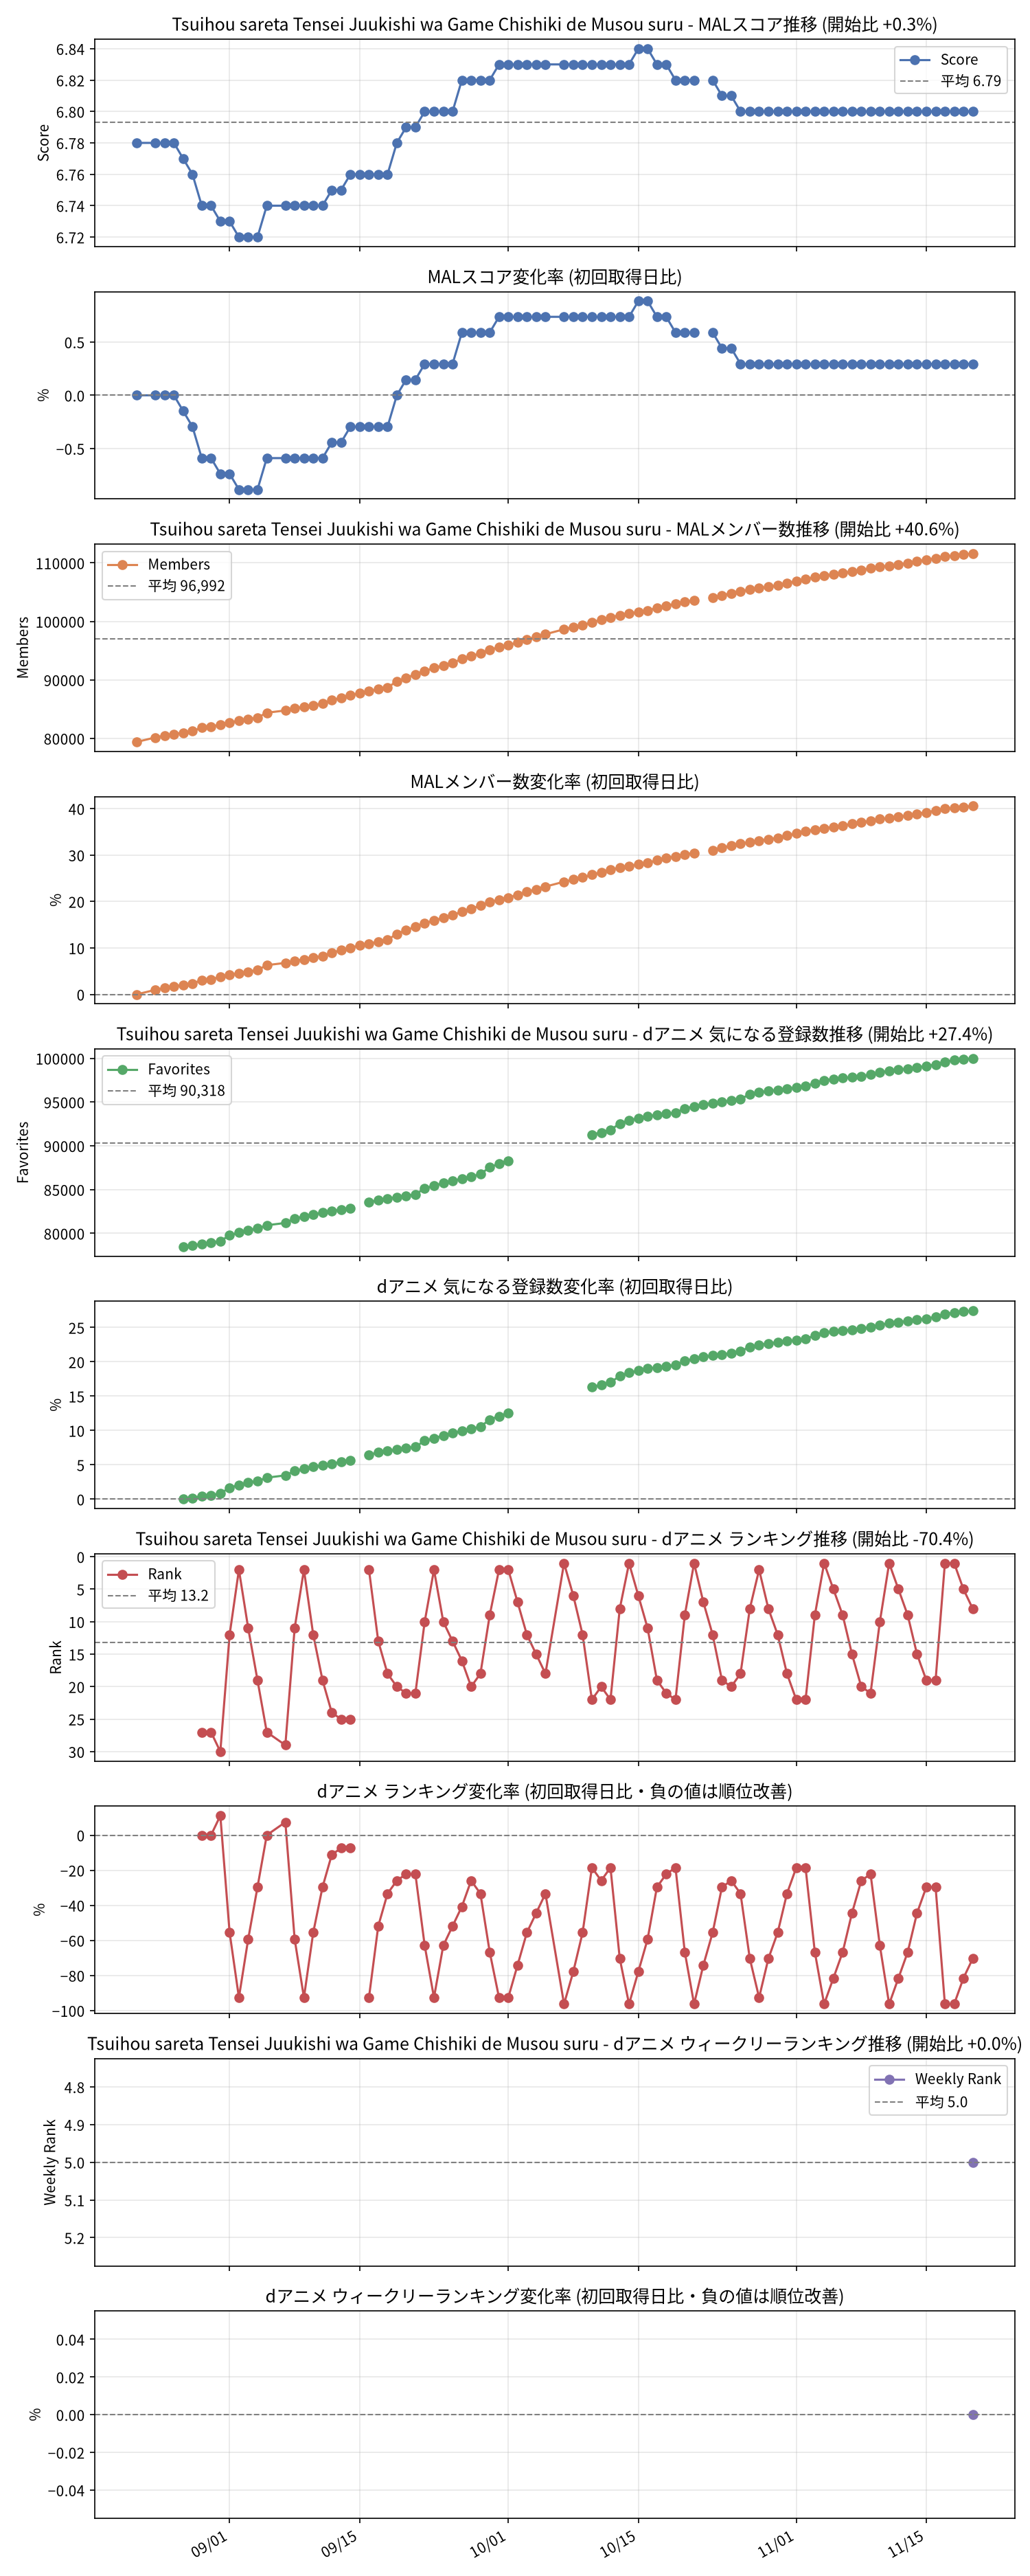 Tsuihou sareta Tensei Juukishi wa Game Chishiki de Musou suru - MALスコア推移 (開始比 +0.3%)
Score
6.84
6.82
6.80
6.78
6.76
6.74
6.72
Score
平均 6.79
MALスコア変化率 (初回取得日比)
%
0.5
0.0
−0.5
Tsuihou sareta Tensei Juukishi wa Game Chishiki de Musou suru - MALメンバー数推移 (開始比 +40.6%)
Members
110000
100000
90000
80000
Members
平均 96,992
MALメンバー数変化率 (初回取得日比)
%
40
30
20
10
0
Tsuihou sareta Tensei Juukishi wa Game Chishiki de Musou suru - dアニメ 気になる登録数推移 (開始比 +27.4%)
Favorites
100000
95000
90000
85000
80000
Favorites
平均 90,318
dアニメ 気になる登録数変化率 (初回取得日比)
%
25
20
15
10
5
0
Tsuihou sareta Tensei Juukishi wa Game Chishiki de Musou suru - dアニメ ランキング推移 (開始比 -70.4%)
Rank
0
5
10
15
20
25
30
Rank
平均 13.2
dアニメ ランキング変化率 (初回取得日比・負の値は順位改善)
%
0
−20
−40
−60
−80
−100
Tsuihou sareta Tensei Juukishi wa Game Chishiki de Musou suru - dアニメ ウィークリーランキング推移 (開始比 +0.0%)
Weekly Rank
4.8
4.9
5.0
5.1
5.2
Weekly Rank
平均 5.0
dアニメ ウィークリーランキング変化率 (初回取得日比・負の値は順位改善)
%
0.04
0.02
0.00
−0.02
−0.04
09/01
09/15
10/01
10/15
11/01
11/15